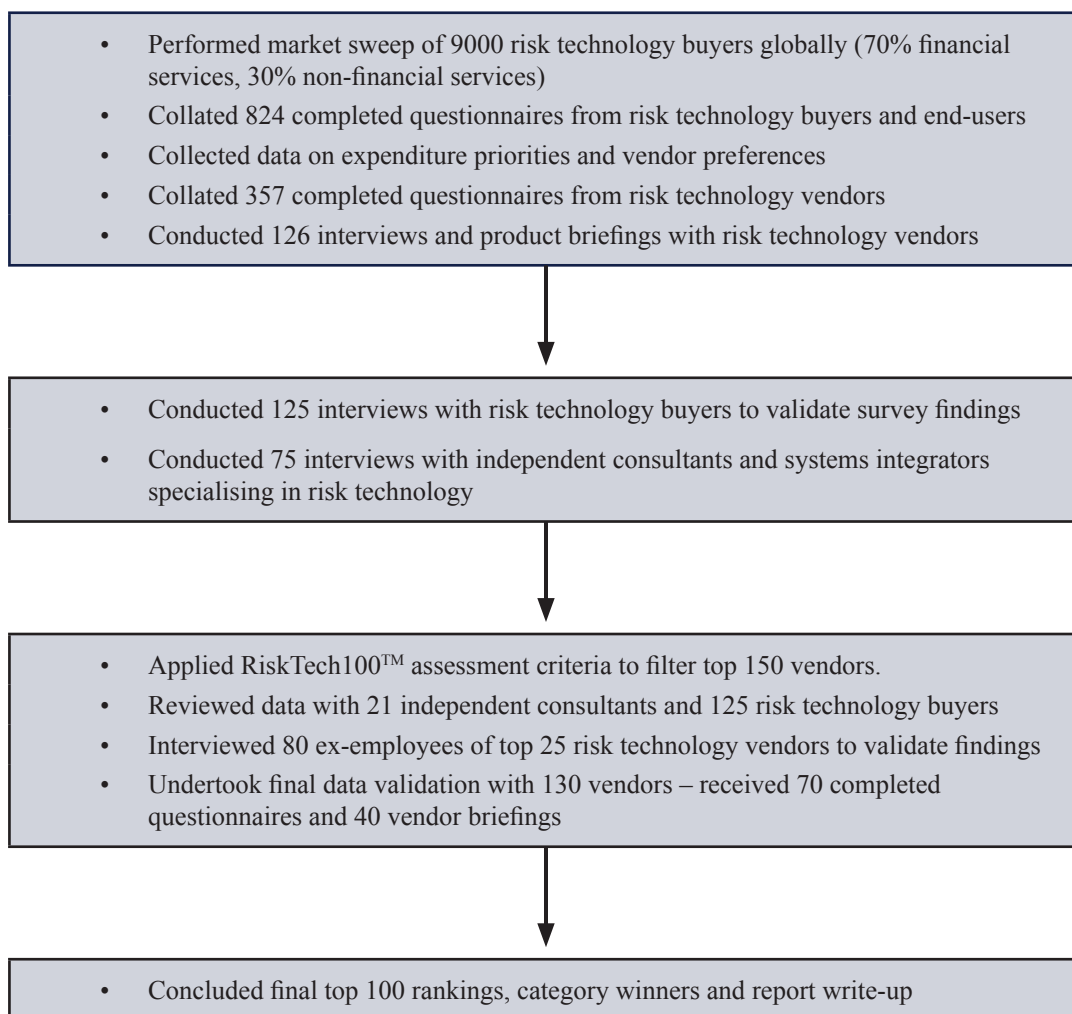 • Performed market sweep of 9000 risk technology buyers globally (70% financial
services, 30% non-financial services)
• Collated 824 completed questionnaires from risk technology buyers and end-users
• Collected data on expenditure priorities and vendor preferences
• Collated 357 completed questionnaires from risk technology vendors
• Conducted 126 interviews and product briefings with risk technology vendors
• Conducted 125 interviews with risk technology buyers to validate survey findings
• Conducted 75 interviews with independent consultants and systems integrators
specialising in risk technology
• Applied RiskTech100™ assessment criteria to filter top 150 vendors.
• Reviewed data with 21 independent consultants and 125 risk technology buyers
• Interviewed 80 ex-employees of top 25 risk technology vendors to validate findings
• Undertook final data validation with 130 vendors – received 70 completed
questionnaires and 40 vendor briefings
• Concluded final top 100 rankings, category winners and report write-up